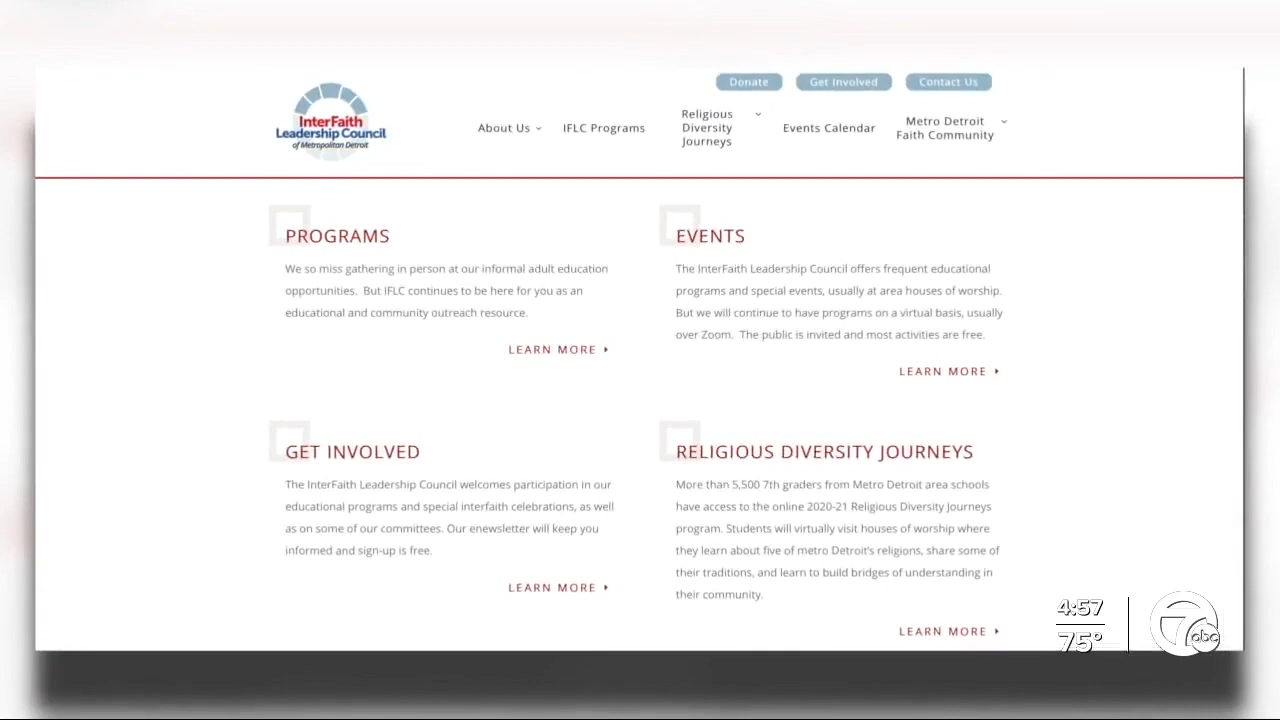 Donate
Get Involved
Contact Us
InterFaith
Leadership Council
of Metropolitan Detroit
About Us
IFLC Programs
Religious
Diversity
Journeys
Events Calendar
Metro Detroit
Faith Community
PROGRAMS
We so miss gathering in person at our informal adult education
opportunities.  But IFLC continues to be here for you as an
educational and community outreach resource.
LEARN MORE
EVENTS
The InterFaith Leadership Council offers frequent educational
programs and special events, usually at area houses of worship.
But we will continue to have programs on a virtual basis, usually
over Zoom.  The public is invited and most activities are free.
LEARN MORE
GET INVOLVED
The InterFaith Leadership Council welcomes participation in our
educational programs and special interfaith celebrations, as well
as on some of our committees. Our enewsletter will keep you
informed and sign-up is free.
LEARN MORE
RELIGIOUS DIVERSITY JOURNEYS
More than 5,500 7th graders from Metro Detroit area schools
have access to the online 2020-21 Religious Diversity Journeys
program. Students will virtually visit houses of worship where
they learn about five of metro Detroit's religions, share some of
their traditions, and learn to build bridges of understanding in
their community.
LEARN MORE
4:57
75°
7 abc